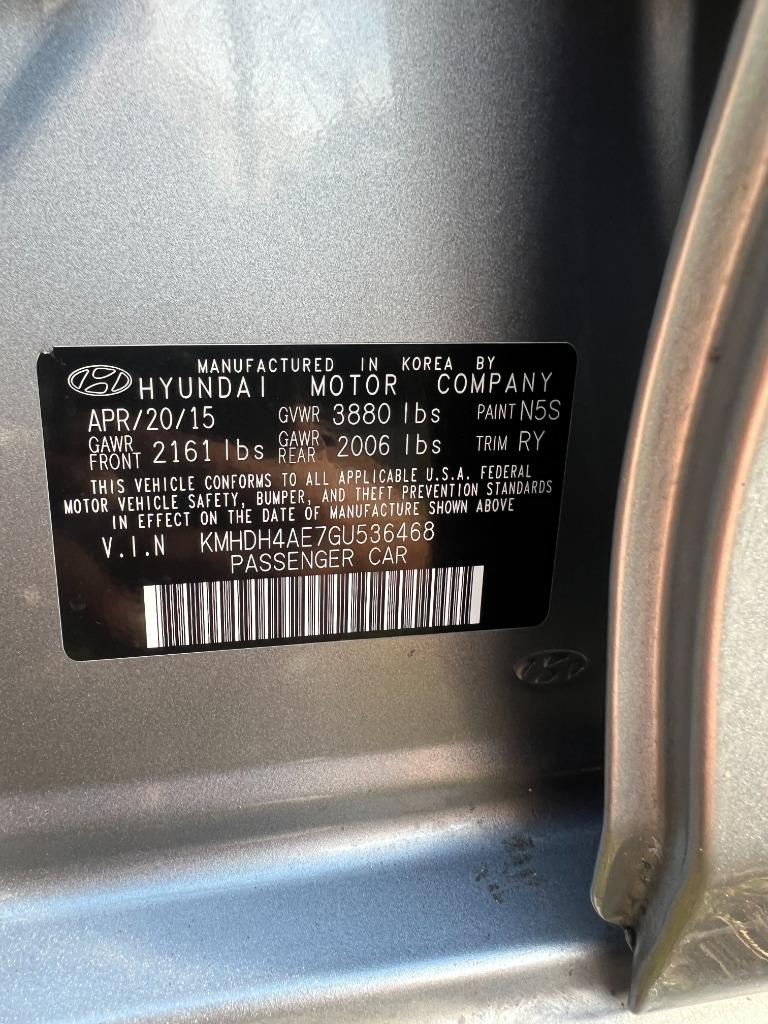 MANUFACTURED IN KOREA BY
HYUNDAI MOTOR COMPANY
APR/20/15 GVWR 3880 lbs PAINT N5S
GAWR FRONT 2161 lbs GAWR REAR 2006 lbs TRIM RY
THIS VEHICLE CONFORMS TO ALL APPLICABLE U.S.A. FEDERAL
MOTOR VEHICLE SAFETY, BUMPER, AND THEFT PREVENTION STANDARDS
IN EFFECT ON THE DATE OF MANUFACTURE SHOWN ABOVE
V.I.N KMHDH4AE7GU536468
PASSENGER CAR